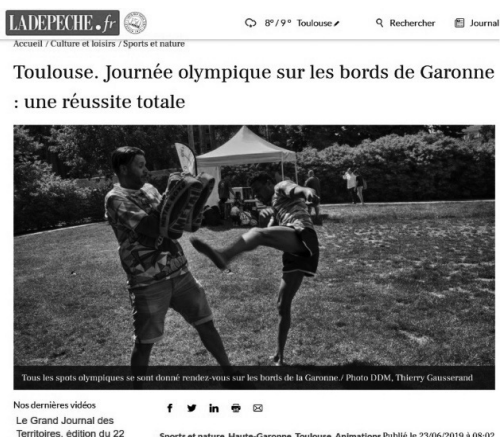 LADEPECHE.fr
8°/9° Toulouse
Rechercher
Journal
Accueil / Culture et loisirs / Sports et nature
Toulouse. Journée olympique sur les bords de Garonne
: une réussite totale
Tous les spots olympiques se sont donné rendez-vous sur les bords de la Garonne./ Photo DDM, Thierry Gausserand
Nos dernières vidéos
Le Grand Journal des
Territoires, édition du 22
Sports et nature, Haute-Garonne, Toulouse, Animations Publié le 23/06/2019 à 08:02